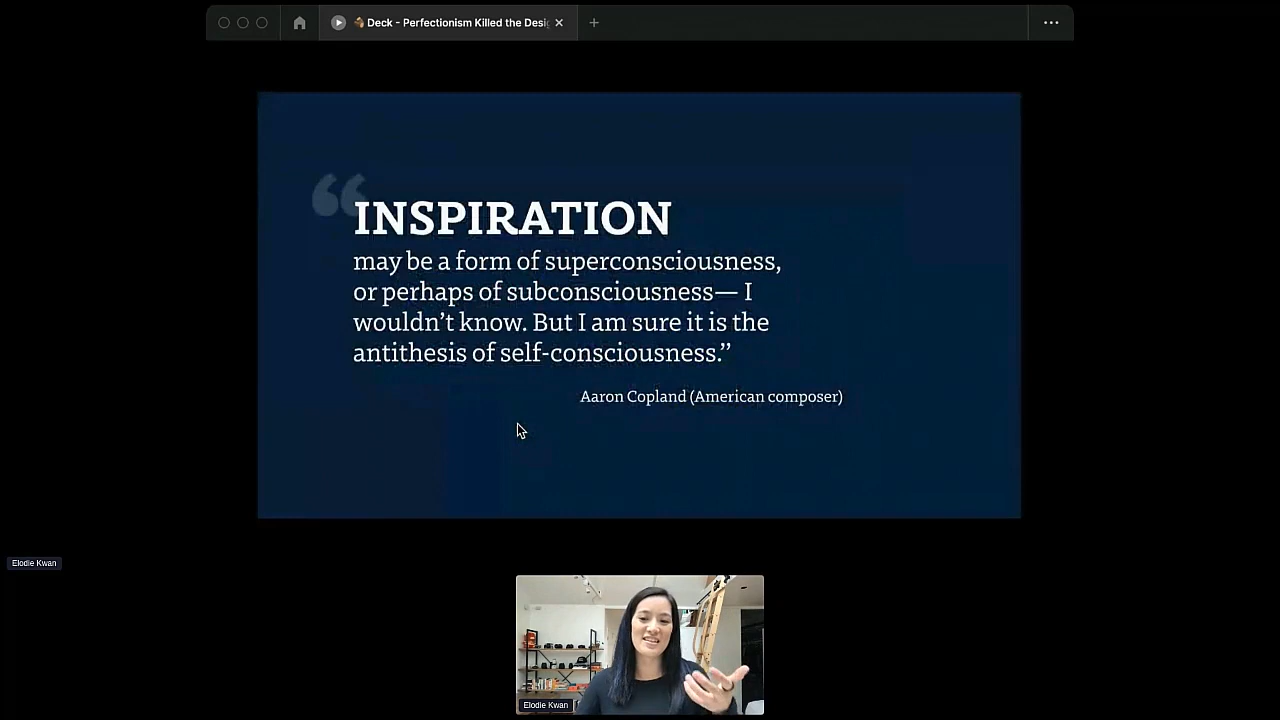 Deck - Perfectionism Killed the Desi
“INSPIRATION
may be a form of superconsciousness,
or perhaps of subconsciousness— I
wouldn’t know. But I am sure it is the
antithesis of self-consciousness.”
Aaron Copland (American composer)
Elodie Kwan
Elodie Kwan